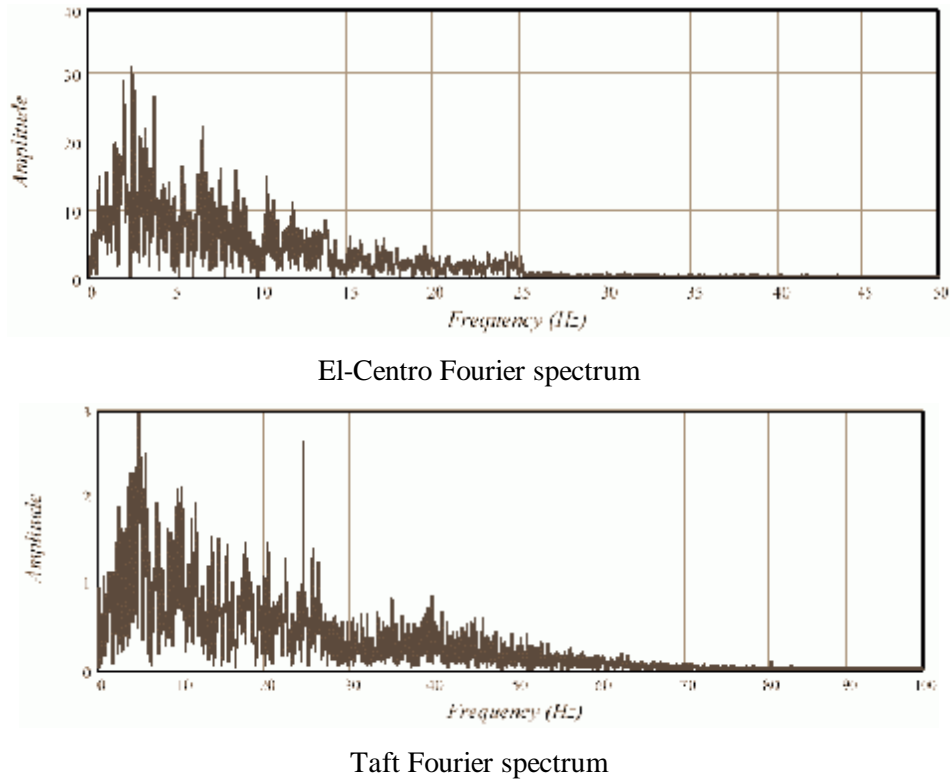 40
30
Amplitude
20
10
0
0 5 10 15 20 25 30 35 40 45 50
Frequency (Hz)
El-Centro Fourier spectrum
3
2
Amplitude
1
0
0 10 20 30 40 50 60 70 80 90 100
Frequency (Hz)
Taft Fourier spectrum